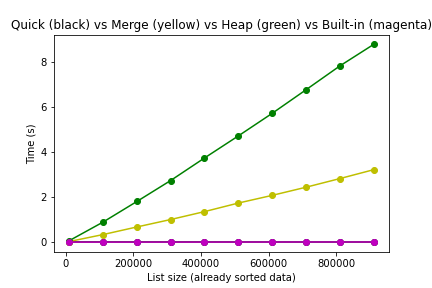 Quick (black) vs Merge (yellow) vs Heap (green) vs Built-in (magenta)
8
6
4
2
0
Time (s)
0 200000 400000 600000 800000
List size (already sorted data)